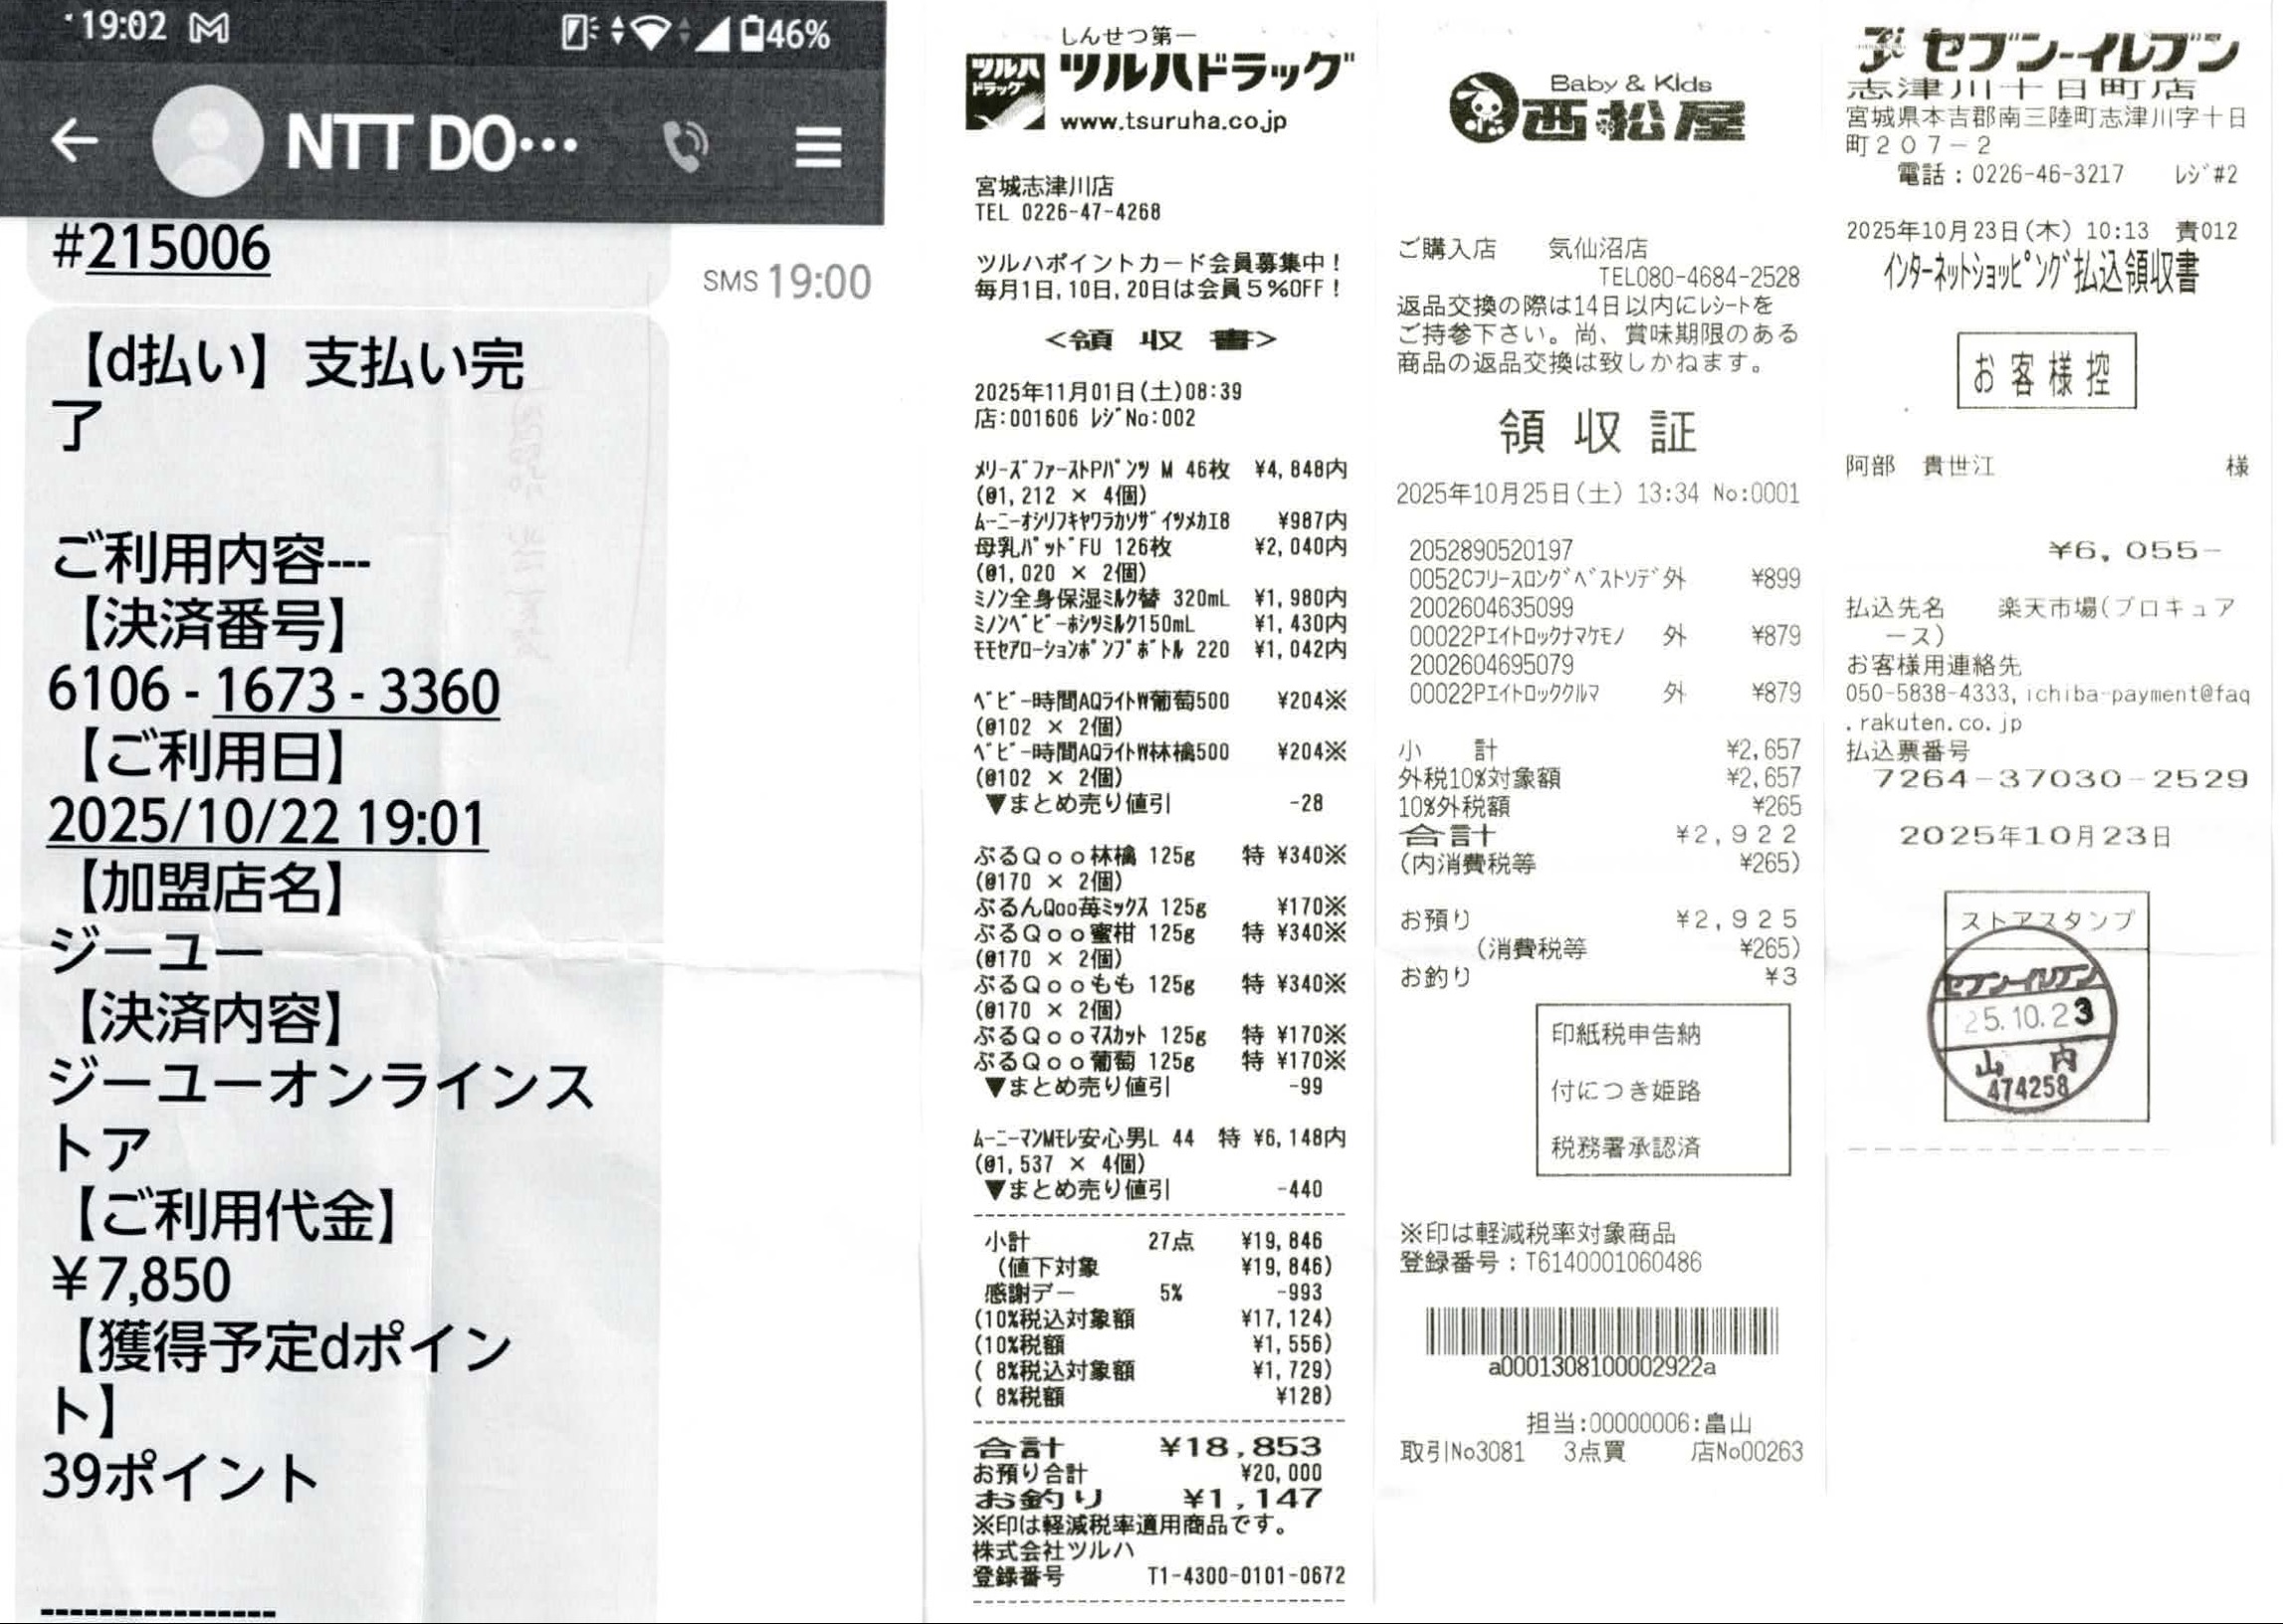 19:02
46%
NTT DO…
#215006
SMS 19:00
【d払い】支払い完
了
ご利用内容---
【決済番号】
6106 - 1673 - 3360
【ご利用日】
2025/10/22 19:01
【加盟店名】
ジーユー
【決済内容】
ジーユーオンラインス
トア
【ご利用代金】
￥7,850
【獲得予定dポイン
ト】
39ポイント
----------------
しんせつ第一
ツルハドラッグ
ツルハドラッグ
www.tsuruha.co.jp
宮城志津川店
TEL 0226-47-4268
ツルハポイントカード会員募集中！
毎月1日,10日,20日は会員５％OFF！
＜領 収 書＞
2025年11月01日(土)08:39
店:001606 ﾚｼﾞNo:002
ﾒﾘｰｽﾞﾌｧｰｽﾄPﾊﾟﾝﾂ M 46枚 ¥4,848内
(@1,212 × 4個)
ﾑｰﾆｰｵｼﾘﾌｷﾔﾜﾗｶｿｻﾞｲﾂﾒｶｴ8 ¥987内
母乳ﾊﾟｯﾄﾞFU 126枚 ¥2,040内
(@1,020 × 2個)
ﾐﾉﾝ全身保湿ﾐﾙｸ替 320mL ¥1,980内
ﾐﾉﾝﾍﾞﾋﾞｰﾎｼﾂﾐﾙｸ150mL ¥1,430内
ﾓﾓｾｱﾛｰｼｮﾝﾎﾟﾝﾌﾟﾎﾞﾄﾙ 220 ¥1,042内
ﾍﾞﾋﾞｰ時間AQﾗｲﾄW葡萄500 ¥204※
(@102 × 2個)
ﾍﾞﾋﾞｰ時間AQﾗｲﾄW林檎500 ¥204※
(@102 × 2個)
▼まとめ売り値引 -28
ぷるＱｏｏ林檎 125g 特 ¥340※
(@170 × 2個)
ぷるんQoo苺ﾐｯｸｽ 125g ¥170※
ぷるＱｏｏ蜜柑 125g 特 ¥340※
(@170 × 2個)
ぷるＱｏｏもも 125g 特 ¥340※
(@170 × 2個)
ぷるＱｏｏﾏｽｶｯﾄ 125g 特 ¥170※
ぷるＱｏｏ葡萄 125g 特 ¥170※
▼まとめ売り値引 -99
ﾑｰﾆｰﾏﾝMﾓﾚ安心男L 44 特 ¥6,148内
(@1,537 × 4個)
▼まとめ売り値引 -440
小計 27点 ¥19,846
(値下対象 ¥19,846)
感謝デー 5% -993
(10%税込対象額 ¥17,124)
(10%税額 ¥1,556)
( 8%税込対象額 ¥1,729)
( 8%税額 ¥128)
合計 ¥18,853
お預り合計 ¥20,000
お釣り ¥1,147
※印は軽減税率適用商品です。
株式会社ツルハ
登録番号 T1-4300-0101-0672
Baby & Kids
西松屋
ご購入店 気仙沼店
TEL080-4684-2528
返品交換の際は14日以内にﾚｼｰﾄを
ご持参下さい。尚、賞味期限のある
商品の返品交換は致しかねます。
領収証
2025年10月25日(土) 13:34 No:0001
2052890520197
0052Cﾌﾘｰｽﾛﾝｸﾞﾍﾞｽﾄｿﾃﾞ外 ¥899
2002604635099
00022Pｴｲﾄﾛｯｸﾅﾏｹﾓﾉ 外 ¥879
2002604695079
00022Pｴｲﾄﾛｯｸｸﾙﾏ 外 ¥879
小 計 ¥2,657
外税10%対象額 ¥2,657
10%外税額 ¥265
合計 ¥2,922
(内消費税等 ¥265)
お預り ¥2,925
(消費税等 ¥265)
お釣り ¥3
印紙税申告納
付につき姫路
税務署承認済
※印は軽減税率対象商品
登録番号：T6140001060486
a0001308100002922a
担当:00000006:畠山
取引No3081 3点買 店No00263
セブン-イレブン
志津川十日町店
宮城県本吉郡南三陸町志津川字十日
町２０７－２
電話：0226-46-3217 ﾚｼﾞ#2
2025年10月23日(木) 10:13 責012
ｲﾝﾀｰﾈｯﾄｼｮｯﾋﾟﾝｸﾞ払込領収書
お客様控
阿部 貴世江 様
¥6,055-
払込先名 楽天市場(プロキュア
ース)
お客様用連絡先
050-5838-4333,ichiba-payment@faq
.rakuten.co.jp
払込票番号
7264-37030-2529
2025年10月23日
ストアスタンプ
セブン-イレブン
25.10.23
山 内
474258